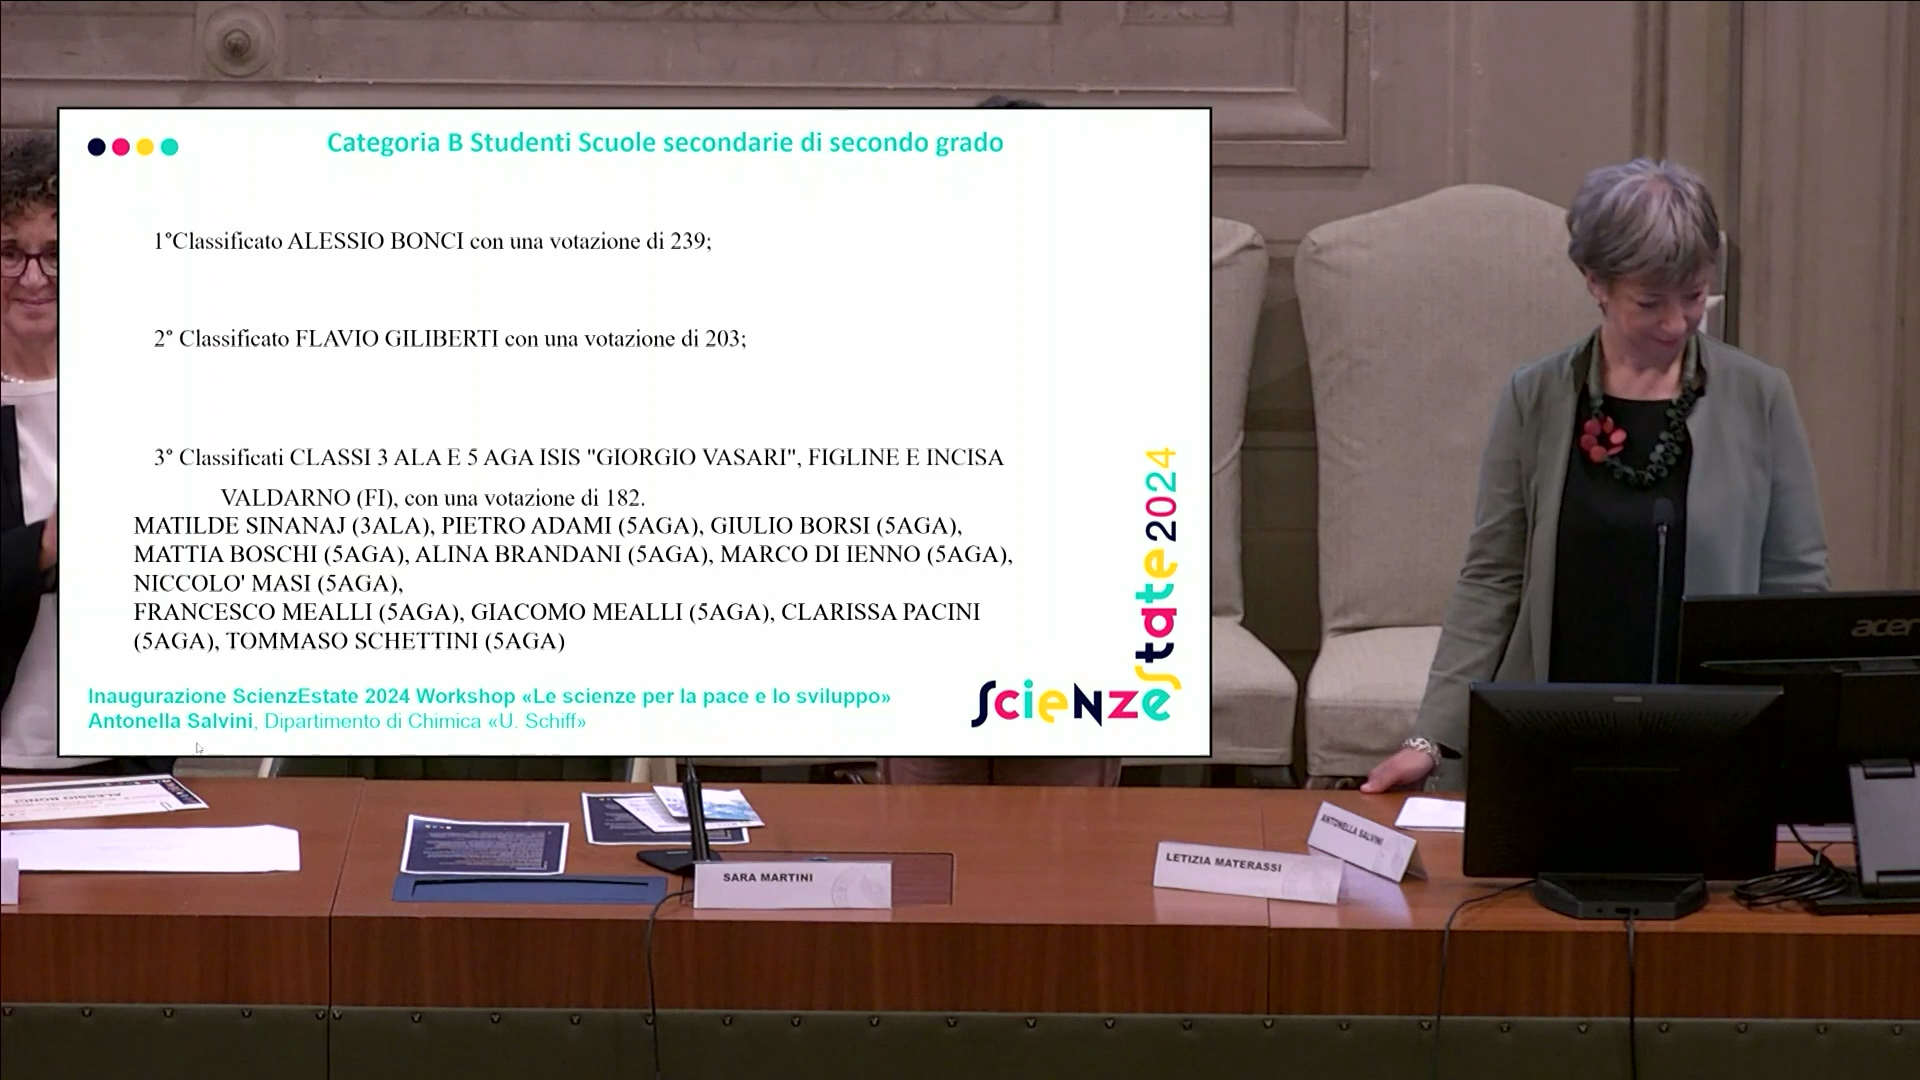 Categoria B Studenti Scuole secondarie di secondo grado
1°Classificato ALESSIO BONCI con una votazione di 239;
2° Classificato FLAVIO GILIBERTI con una votazione di 203;
3° Classificati CLASSI 3 ALA E 5 AGA ISIS "GIORGIO VASARI", FIGLINE E INCISA
VALDARNO (FI), con una votazione di 182.
MATILDE SINANAJ (3ALA), PIETRO ADAMI (5AGA), GIULIO BORSI (5AGA),
MATTIA BOSCHI (5AGA), ALINA BRANDANI (5AGA), MARCO DI IENNO (5AGA),
NICCOLO' MASI (5AGA),
FRANCESCO MEALLI (5AGA), GIACOMO MEALLI (5AGA), CLARISSA PACINI
(5AGA), TOMMASO SCHETTINI (5AGA)
Inaugurazione ScienzEstate 2024 Workshop «Le scienze per la pace e lo sviluppo»
Antonella Salvini, Dipartimento di Chimica «U. Schiff»
ScieNze
Estate2024
acer
ALESSIO BONCI
SARA MARTINI
LETIZIA MATERASSI
ANTONELLA SALVINI